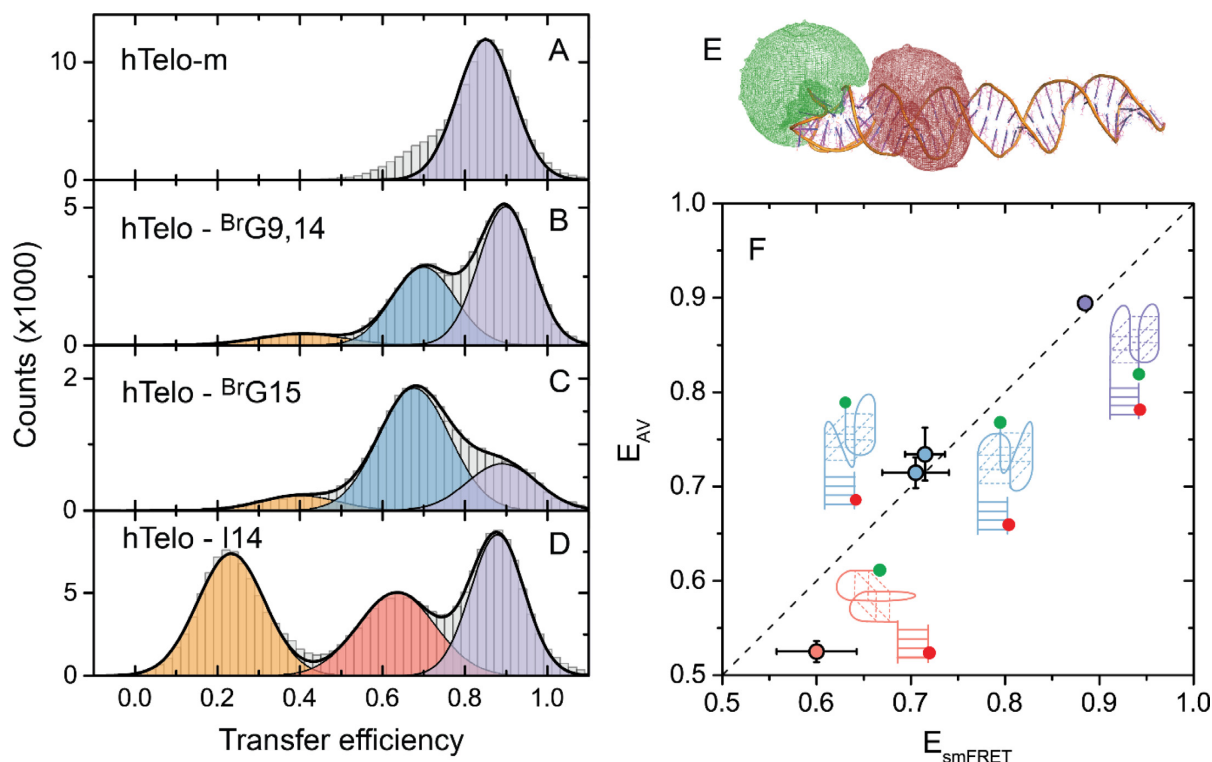 hTelo-m
A
10
0
hTelo - BrG9,14
B
5
0
hTelo - BrG15
C
2
0
hTelo - I14
D
5
0
0.0 0.2 0.4 0.6 0.8 1.0
Transfer efficiency
Counts (x1000)
E
F
1.0
0.9
0.8
0.7
0.6
0.5
E_AV
0.5 0.6 0.7 0.8 0.9 1.0
E_smFRET